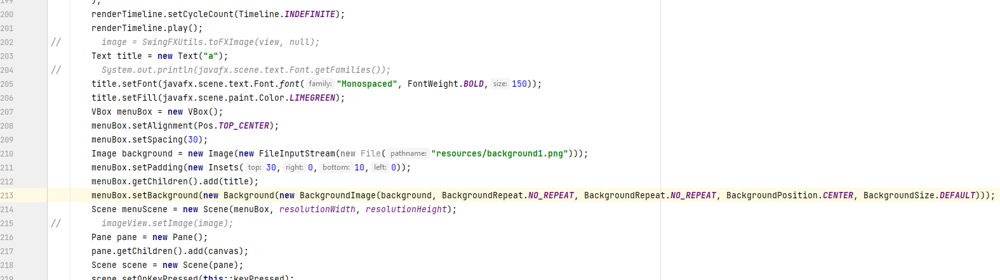 199 );
200 renderTimeline.setCycleCount(Timeline.INDEFINITE);
201 renderTimeline.play();
202 // image = SwingFXUtils.toFXImage(view, null);
203 Text title = new Text("a");
204 // System.out.println(javafx.scene.text.Font.getFamilies());
205 title.setFont(javafx.scene.text.Font.font( family: "Monospaced", FontWeight.BOLD, size: 150));
206 title.setFill(javafx.scene.paint.Color.LIMEGREEN);
207 VBox menuBox = new VBox();
208 menuBox.setAlignment(Pos.TOP_CENTER);
209 menuBox.setSpacing(30);
210 Image background = new Image(new FileInputStream(new File( pathname: "resources/background1.png")));
211 menuBox.setPadding(new Insets( top: 30, right: 0, bottom: 10, left: 0));
212 menuBox.getChildren().add(title);
213 menuBox.setBackground(new Background(new BackgroundImage(background, BackgroundRepeat.NO_REPEAT, BackgroundRepeat.NO_REPEAT, BackgroundPosition.CENTER, BackgroundSize.DEFAULT)));
214 Scene menuScene = new Scene(menuBox, resolutionWidth, resolutionHeight);
215 // imageView.setImage(image);
216 Pane pane = new Pane();
217 pane.getChildren().add(canvas);
218 Scene scene = new Scene(pane);
219 scene.setOnKeyPressed(this::keyPressed);